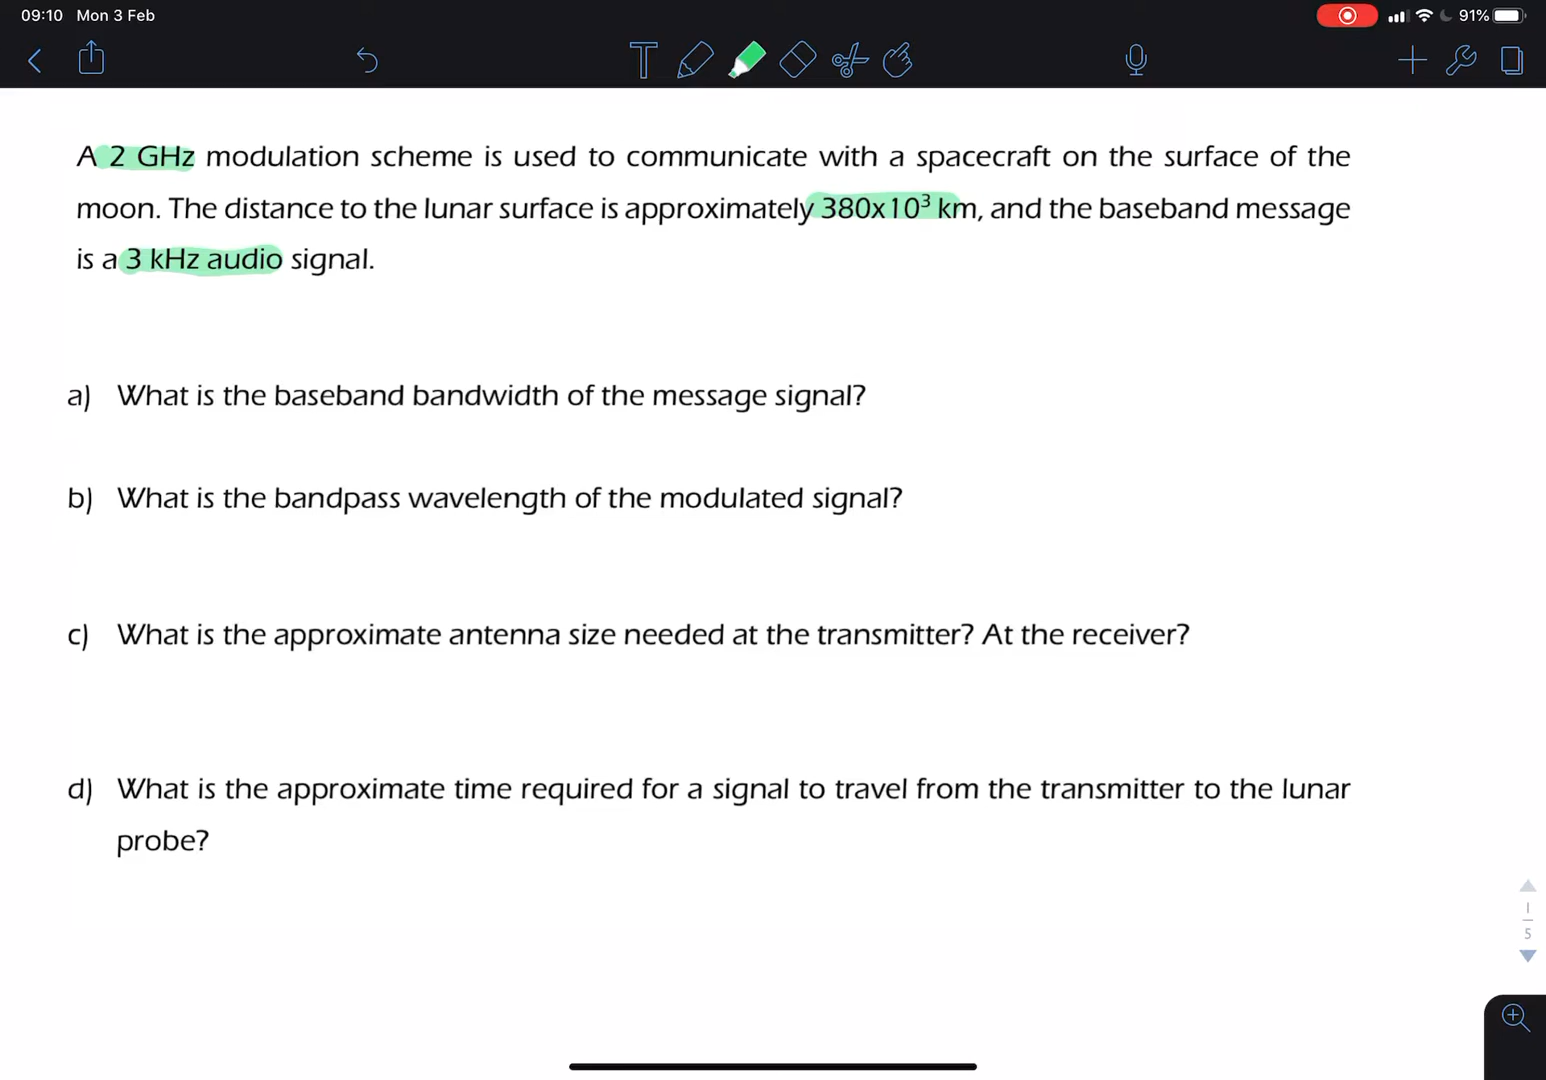 09:10 Mon 3 Feb
91%
A 2 GHz modulation scheme is used to communicate with a spacecraft on the surface of the
moon. The distance to the lunar surface is approximately 380x10³ km, and the baseband message
is a 3 kHz audio signal.
a) What is the baseband bandwidth of the message signal?
b) What is the bandpass wavelength of the modulated signal?
c) What is the approximate antenna size needed at the transmitter? At the receiver?
d) What is the approximate time required for a signal to travel from the transmitter to the lunar
probe?
1
5